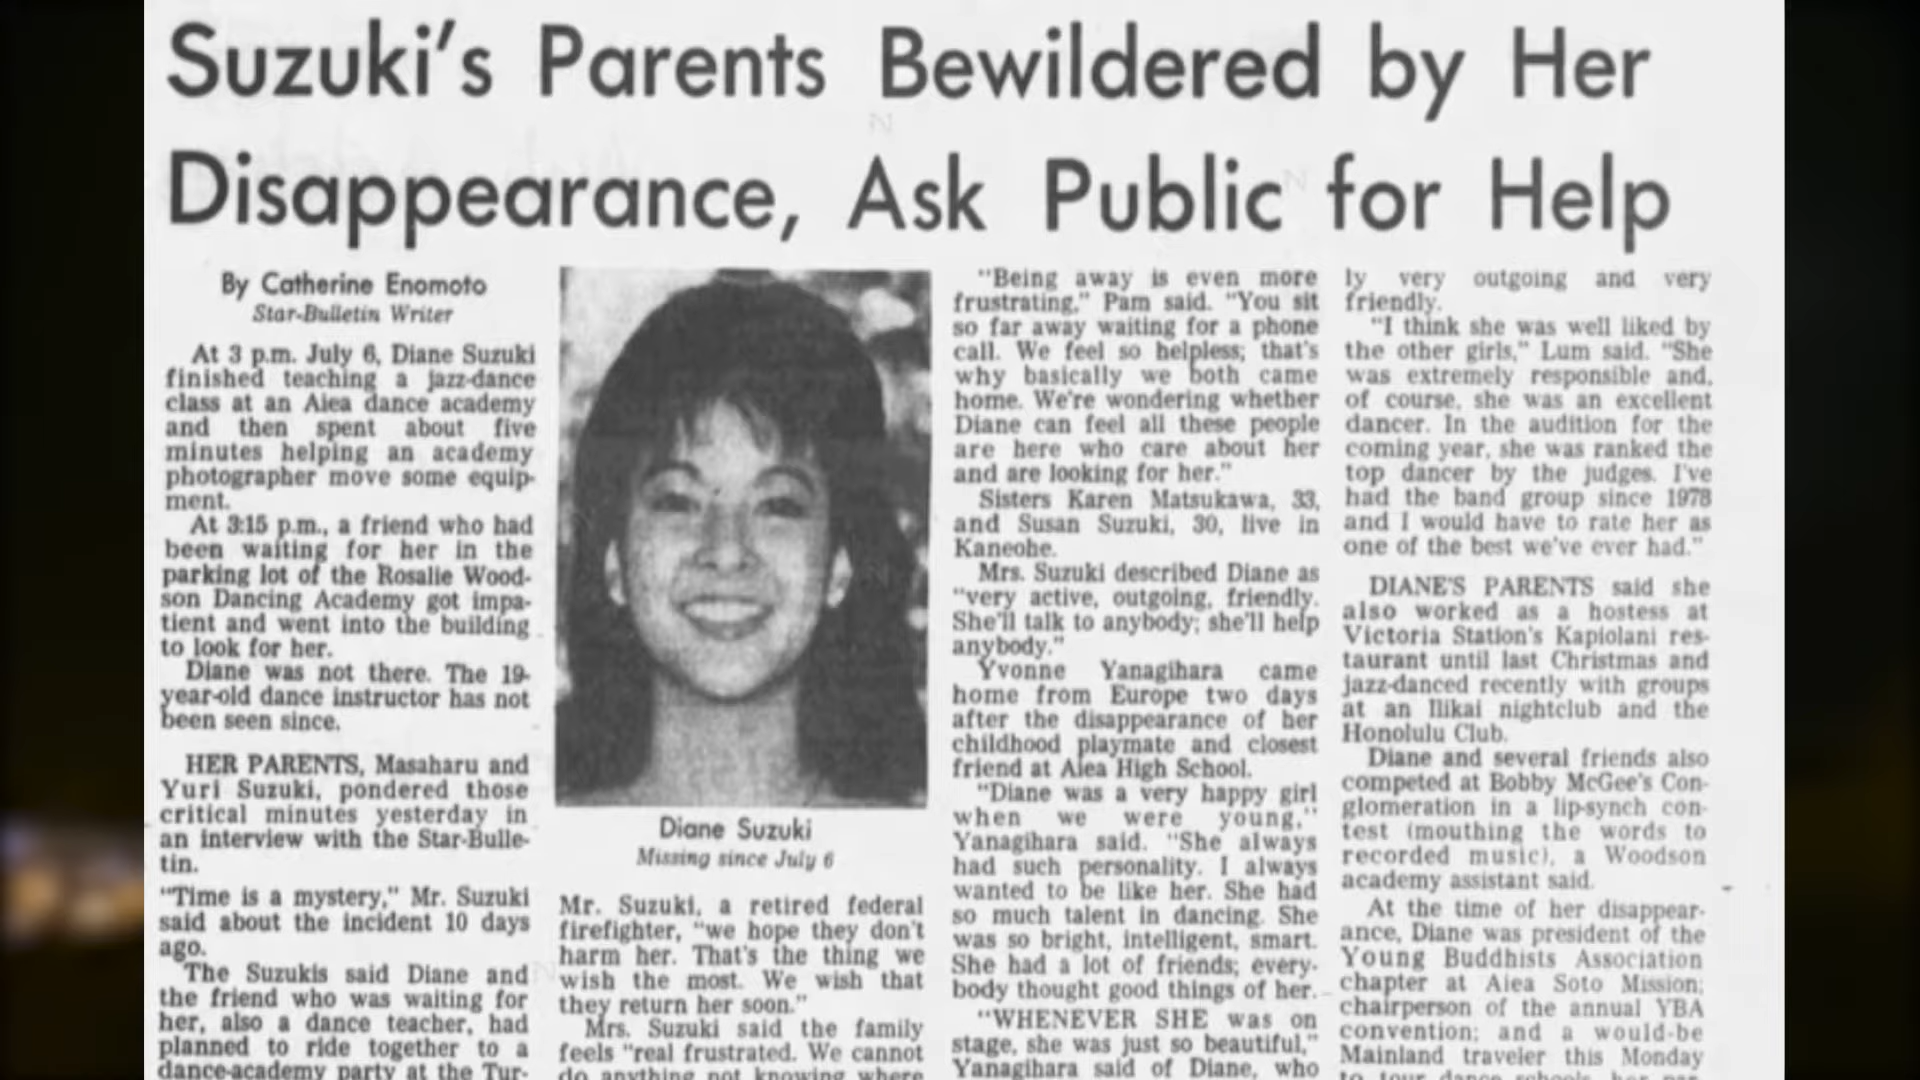 Suzuki's Parents Bewildered by Her
Disappearance, Ask Public for Help
By Catherine Enomoto
Star-Bulletin Writer
At 3 p.m. July 6, Diane Suzuki
finished teaching a jazz-dance
class at an Aiea dance academy
and then spent about five
minutes helping an academy
photographer move some equip-
ment.
At 3:15 p.m., a friend who had
been waiting for her in the
parking lot of the Rosalie Wood-
son Dancing Academy got impa-
tient and went into the building
to look for her.
Diane was not there. The 19-
year-old dance instructor has not
been seen since.
HER PARENTS, Masaharu and
Yuri Suzuki, pondered those
critical minutes yesterday in
an interview with the Star-Bulle-
tin.
"Time is a mystery," Mr. Suzuki
said about the incident 10 days
ago.
The Suzukis said Diane and
the friend who was waiting for
her, also a dance teacher, had
planned to ride together to a
dance-academy party at the Tur-
Diane Suzuki
Missing since July 6
Mr. Suzuki, a retired federal
firefighter, "we hope they don't
harm her. That's the thing we
wish the most. We wish that
they return her soon."
Mrs. Suzuki said the family
feels "real frustrated. We cannot
do anything not knowing where
"Being away is even more
frustrating," Pam said. "You sit
so far away waiting for a phone
call. We feel so helpless; that's
why basically we both came
home. We're wondering whether
Diane can feel all these people
are here who care about her
and are looking for her."
Sisters Karen Matsukawa, 33,
and Susan Suzuki, 30, live in
Kaneohe.
Mrs. Suzuki described Diane as
"very active, outgoing, friendly.
She'll talk to anybody; she'll help
anybody."
Yvonne Yanagihara came
home from Europe two days
after the disappearance of her
childhood playmate and closest
friend at Aiea High School.
"Diane was a very happy girl
when we were young,"
Yanagihara said. "She always
had such personality. I always
wanted to be like her. She had
so much talent in dancing. She
was so bright, intelligent, smart.
She had a lot of friends; every-
body thought good things of her.
"WHENEVER SHE was on
stage, she was just so beautiful,"
Yanagihara said of Diane, who
ly very outgoing and very
friendly.
"I think she was well liked by
the other girls," Lum said. "She
was extremely responsible and,
of course, she was an excellent
dancer. In the audition for the
coming year, she was ranked the
top dancer by the judges. I've
had the band group since 1978
and I would have to rate her as
one of the best we've ever had."
DIANE'S PARENTS said she
also worked as a hostess at
Victoria Station's Kapiolani res-
taurant until last Christmas and
jazz-danced recently with groups
at an Ilikai nightclub and the
Honolulu Club.
Diane and several friends also
competed at Bobby McGee's Con-
glomeration in a lip-synch con-
test (mouthing the words to
recorded music), a Woodson
academy assistant said.
At the time of her disappear-
ance, Diane was president of the
Young Buddhists Association
chapter at Aiea Soto Mission;
chairperson of the annual YBA
convention; and a would-be
Mainland traveler this Monday
to tour dance schools, her par-